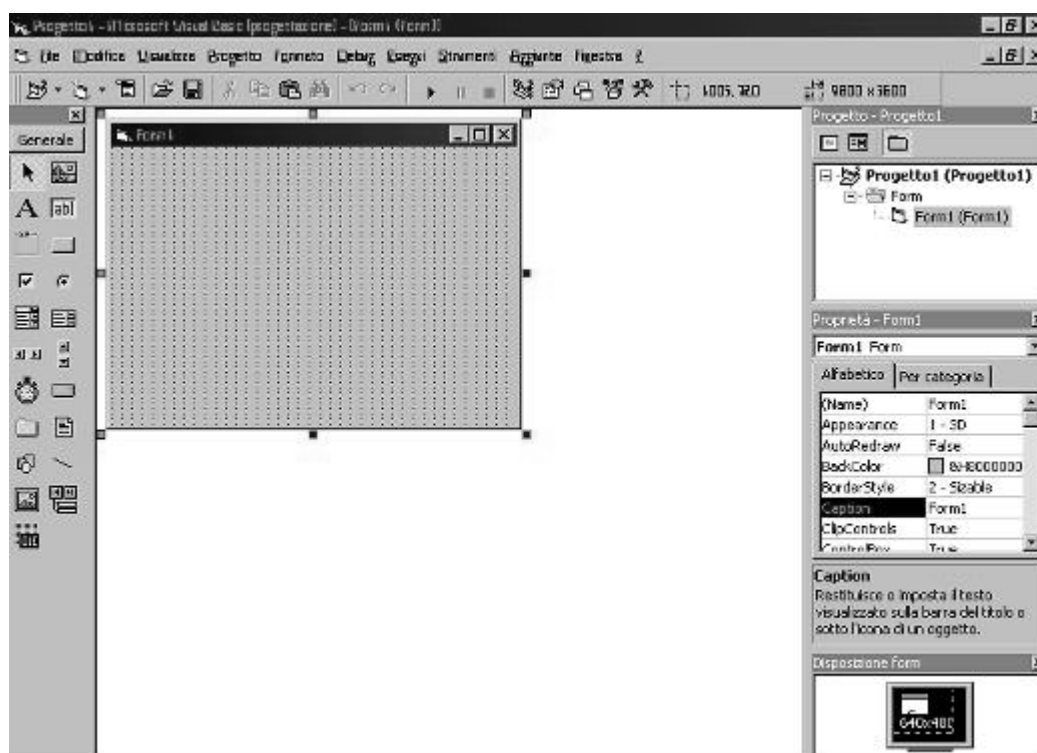 Progetto1 - Microsoft Visual Basic [progettazione] - [Form1 (Form)]
File Modifica Visualizza Progetto Formato Debug Esegui Strumenti Aggiunte Finestra ?
9800 x 3600
Generale
A
ab|
Form1
Progetto - Progetto1
Progetto1 (Progetto1)
Form
Form1 (Form1)
Proprietà - Form1
Form1 Form
Alfabetico Per categoria
(Name) Form1
Appearance 1 - 3D
AutoRedraw False
BackColor &H8000000
BorderStyle 2 - Sizable
Caption Form1
ClipControls True
ControlBox True
Caption
Restituisce o imposta il testo
visualizzato sulla barra del titolo o
sotto l'icona di un oggetto.
Disposizione form
640x480